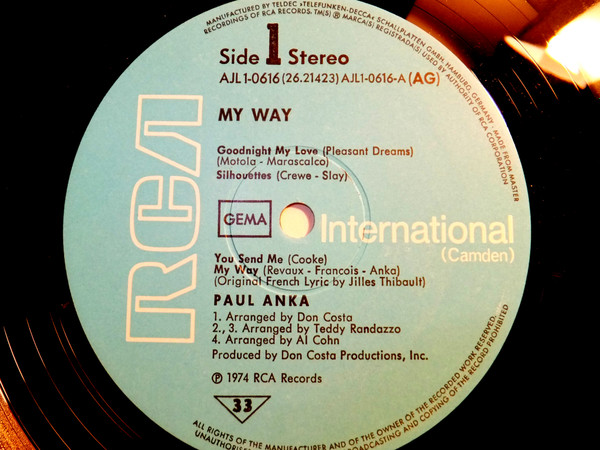 MANUFACTURED BY TELDEC »TELEFUNKEN-DECCA« SCHALLPLATTEN GMBH, HAMBURG, GERMANY · MADE FROM MASTER
RECORDINGS OF RCA RECORDS. TM(S) ® MARCA(S) REGISTRADA(S) USED BY AUTHORITY OF RCA CORPORATION
Side 1 Stereo
AJL1-0616 (26.21423) AJL1-0616-A (AG)
MY WAY
Goodnight My Love (Pleasant Dreams)
(Motola - Marascalco)
Silhouettes (Crewe - Slay)
RCA
GEMA
International
(Camden)
You Send Me (Cooke)
My Way (Revaux - Francois - Anka)
(Original French Lyric by Jilles Thibault)
PAUL ANKA
1. Arranged by Don Costa
2., 3. Arranged by Teddy Randazzo
4. Arranged by Al Cohn
Produced by Don Costa Productions, Inc.
℗ 1974 RCA Records
33
ALL RIGHTS OF THE MANUFACTURER AND OF THE OWNER OF THE RECORDED WORK RESERVED.
UNAUTHORIS BROADCASTING AND COPYING OF THE RECORD PROHIBITED